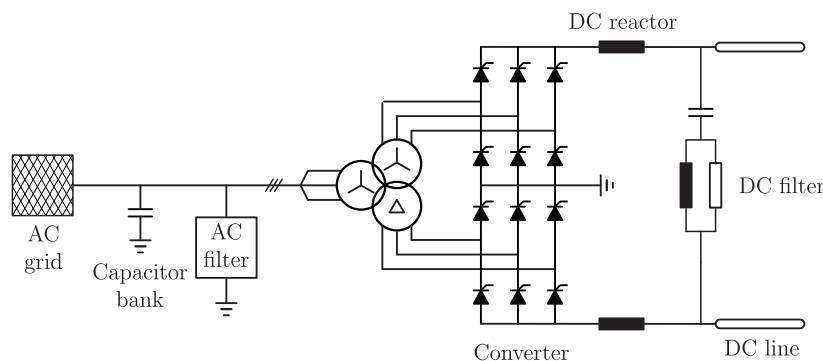 DC reactor
DC filter
AC
grid
AC
filter
Capacitor
bank
Converter
DC line